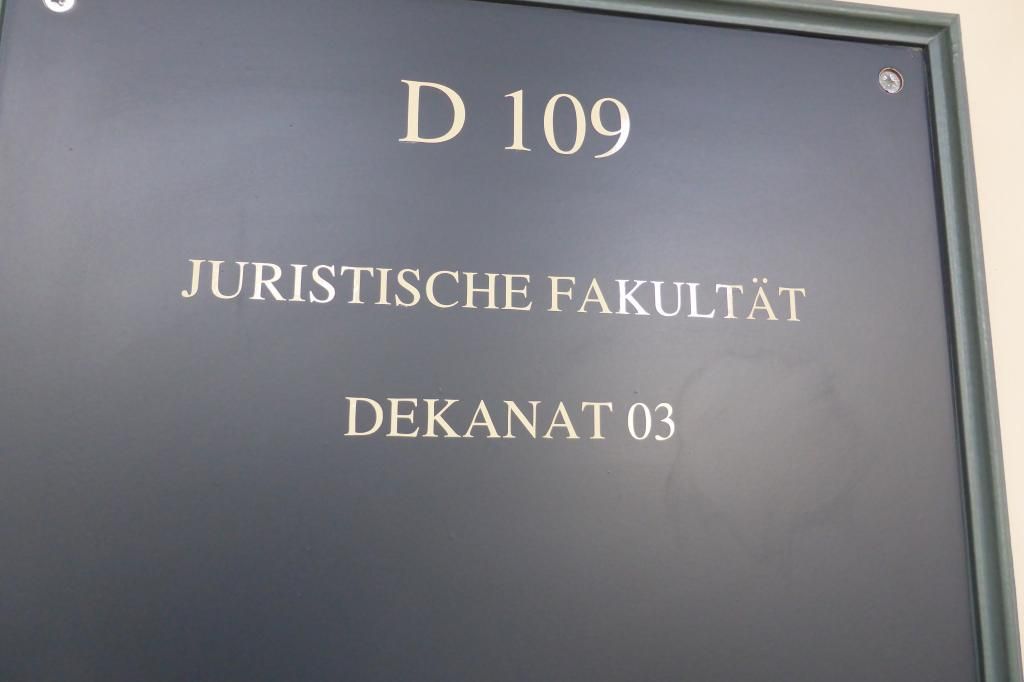 D 109
JURISTISCHE FAKULTÄT
DEKANAT 03